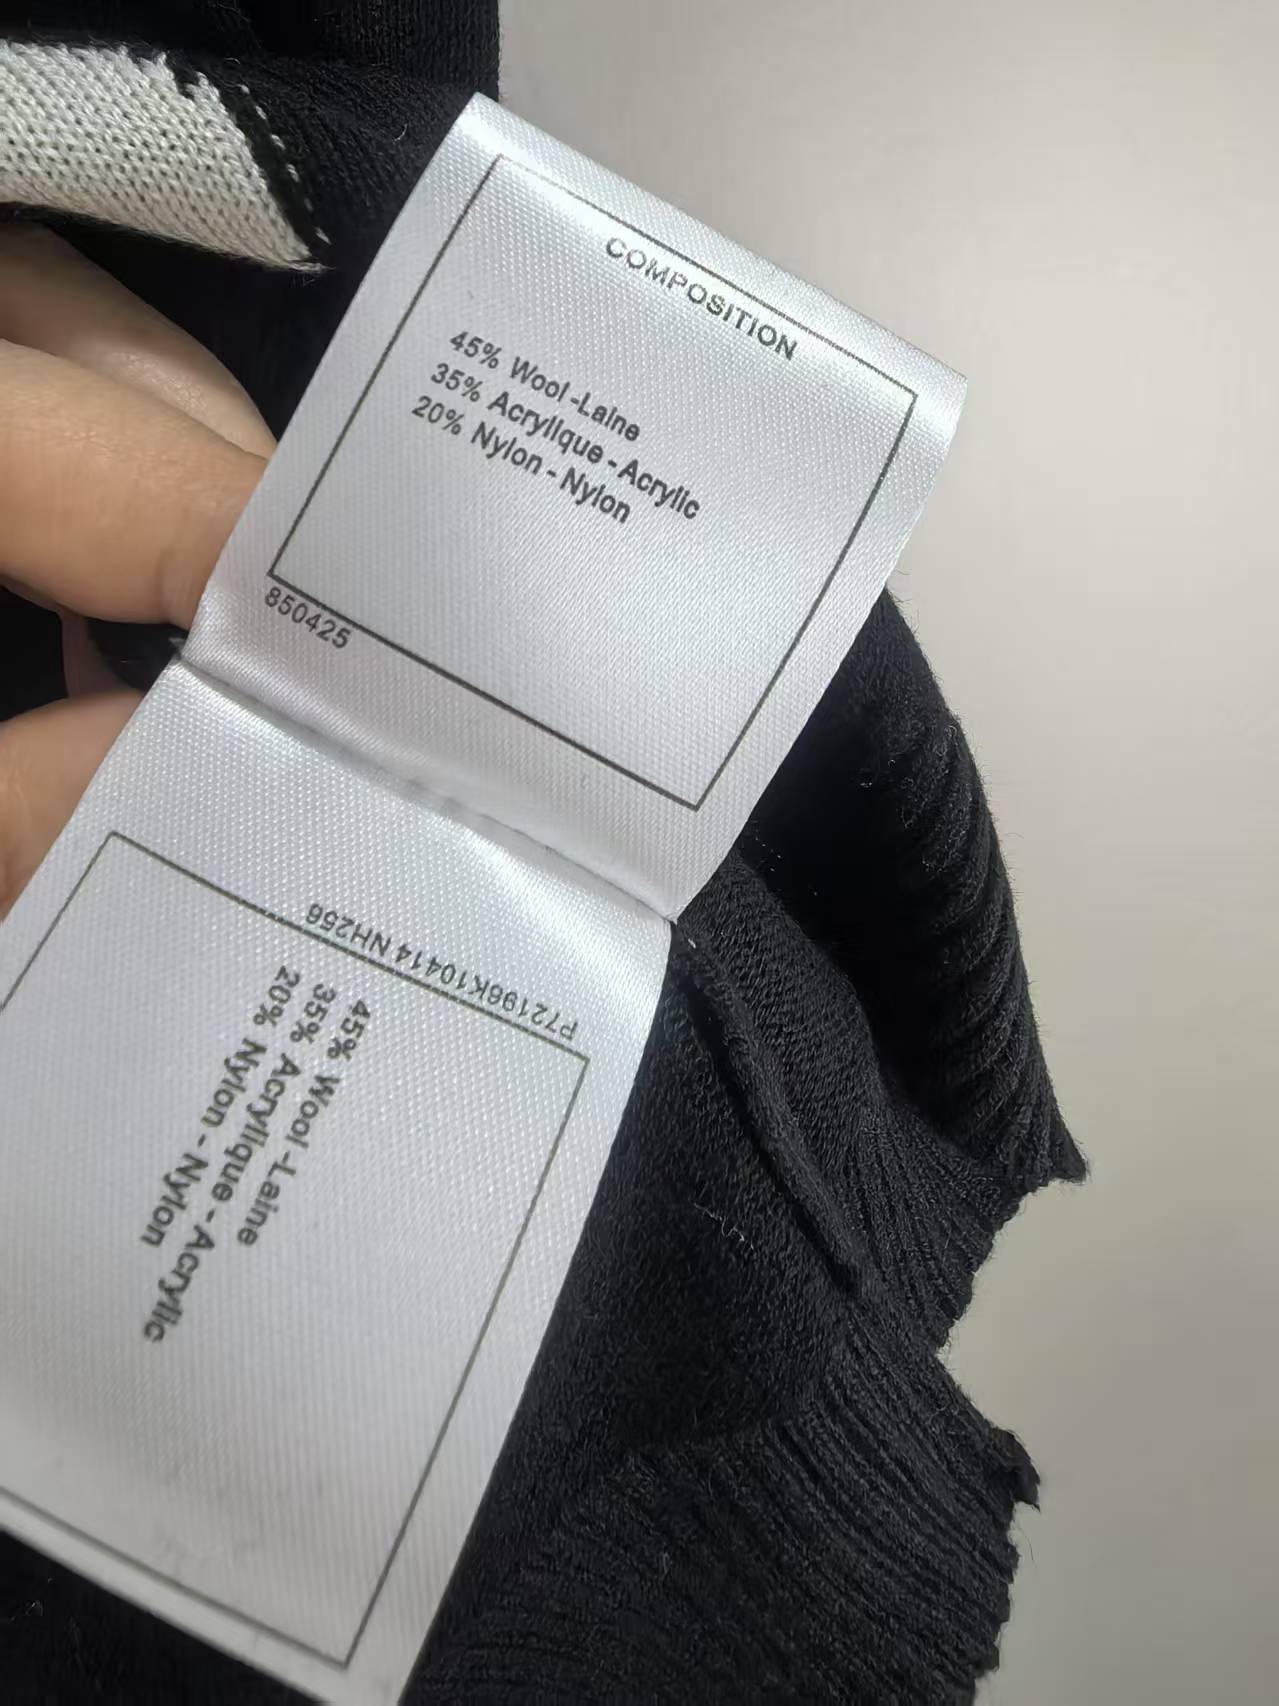 COMPOSITION
45% Wool-Laine
35% Acrylique - Acrylic
20% Nylon - Nylon
850425
P72196K10414 NH256
45% Wool-Laine
35% Acrylique - Acrylic
20% Nylon - Nylon